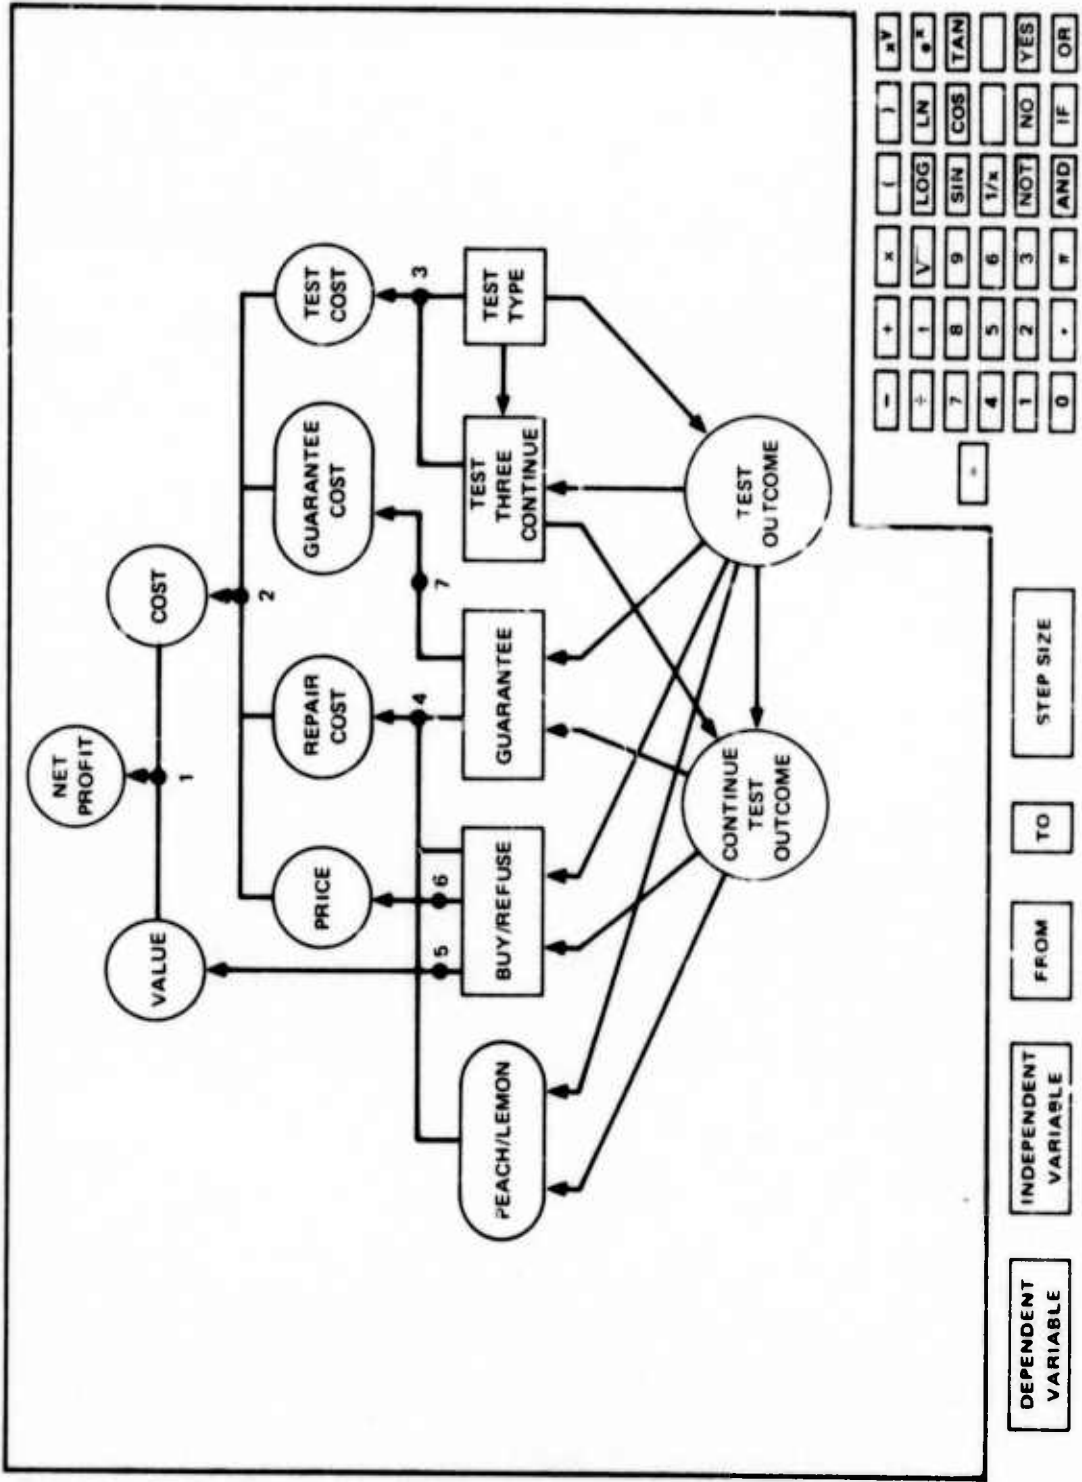 NET
PROFIT
1
VALUE
COST
2
PRICE
REPAIR
COST
GUARANTEE
COST
TEST
COST
5
6
4
7
3
PEACH/LEMON
BUY/REFUSE
GUARANTEE
TEST
THREE
CONTINUE
TEST
TYPE
CONTINUE
TEST
OUTCOME
TEST
OUTCOME
− + × ( ) xʸ
÷ ↑ √ LOG LN eˣ
7 8 9 SIN COS TAN
4 5 6 1/x
1 2 3 NOT NO YES
0 . AND IF OR
DEPENDENT
VARIABLE
INDEPENDENT
VARIABLE
FROM
TO
STEP SIZE